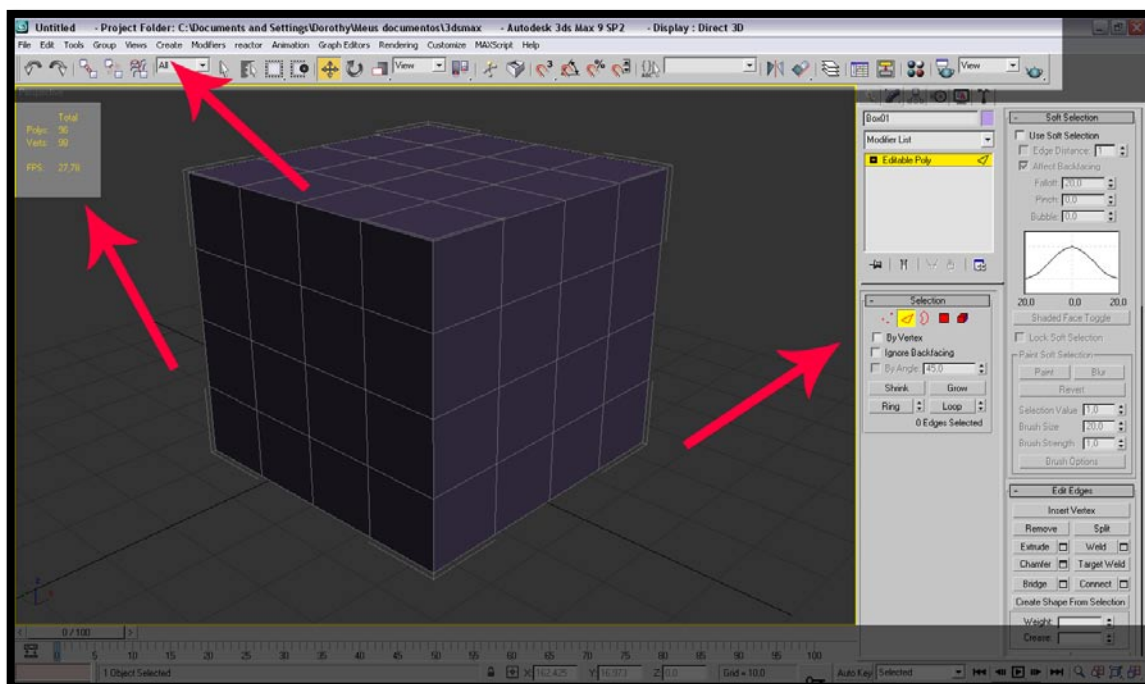 Untitled - Project Folder: C:\Documents and Settings\Dorothy\Meus documentos\3dsmax - Autodesk 3ds Max 9 SP2 - Display : Direct 3D
File Edit Tools Group Views Create Modifiers reactor Animation Graph Editors Rendering Customize MAXScript Help
All View View
Perspective
Total
Polys: 96
Verts: 98
FPS: 27,78
Box01
Modifier List
Editable Poly
Selection
By Vertex
Ignore Backfacing
By Angle: 45,0
Shrink Grow
Ring Loop
0 Edges Selected
Soft Selection
Use Soft Selection
Edge Distance: 1
Affect Backfacing
Falloff: 20,0
Pinch: 0,0
Bubble: 0,0
20,0 0,0 20,0
Shaded Face Toggle
Lock Soft Selection
Paint Soft Selection
Paint Blur
Revert
Selection Value 1,0
Brush Size 20,0
Brush Strength 1,0
Brush Options
Edit Edges
Insert Vertex
Remove Split
Extrude Weld
Chamfer Target Weld
Bridge Connect
Create Shape From Selection
Weight:
Crease:
0 / 100
0 5 10 15 20 25 30 35 40 45 50 55 60 65 70 75 80 85 90 95 100
1 Object Selected X: 162,425 Y: 16,973 Z: 0,0 Grid = 10,0 Auto Key Selected